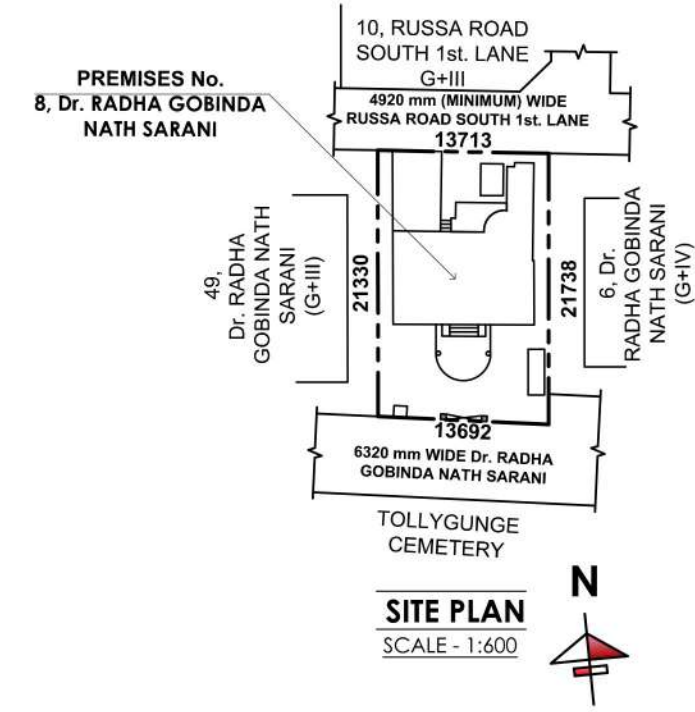 10, RUSSA ROAD
SOUTH 1st. LANE
G+III
PREMISES No.
8, Dr. RADHA GOBINDA
NATH SARANI
4920 mm (MINIMUM) WIDE
RUSSA ROAD SOUTH 1st. LANE
13713
49,
Dr. RADHA
GOBINDA NATH
SARANI
(G+III)
21330
21738
6, Dr.
RADHA GOBINDA
NATH SARANI
(G+IV)
13692
6320 mm WIDE Dr. RADHA
GOBINDA NATH SARANI
TOLLYGUNGE
CEMETERY
SITE PLAN
SCALE - 1:600
N